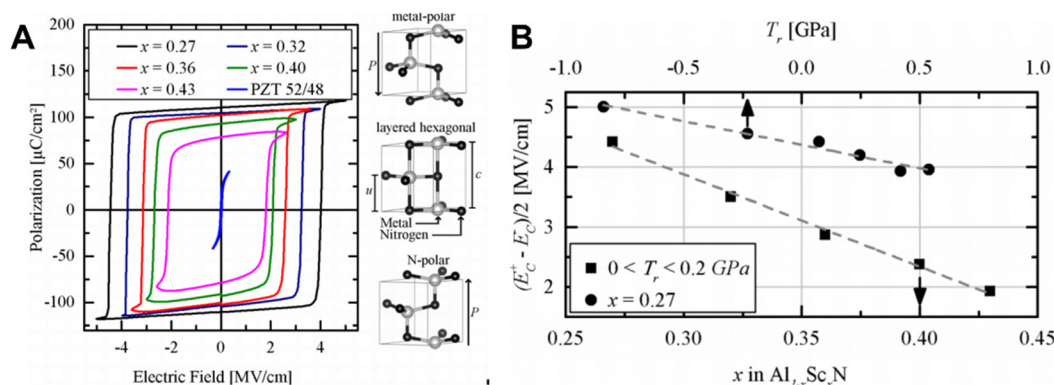 A
200
150
100
50
0
-50
-100
-4
-2
0
2
4
Polarization [µC/cm²]
Electric Field [MV/cm]
x = 0.27
x = 0.32
x = 0.36
x = 0.40
x = 0.43
PZT 52/48
metal-polar
P
layered hexagonal
u
c
Metal
Nitrogen
N-polar
P
B
T_r [GPa]
-1.0
-0.5
0.0
0.5
1.0
5
4
3
2
(E_C^+ - E_C^-)/2 [MV/cm]
0 < T_r < 0.2 GPa
x = 0.27
0.25
0.30
0.35
0.40
0.45
x in Al_{1-x}Sc_xN